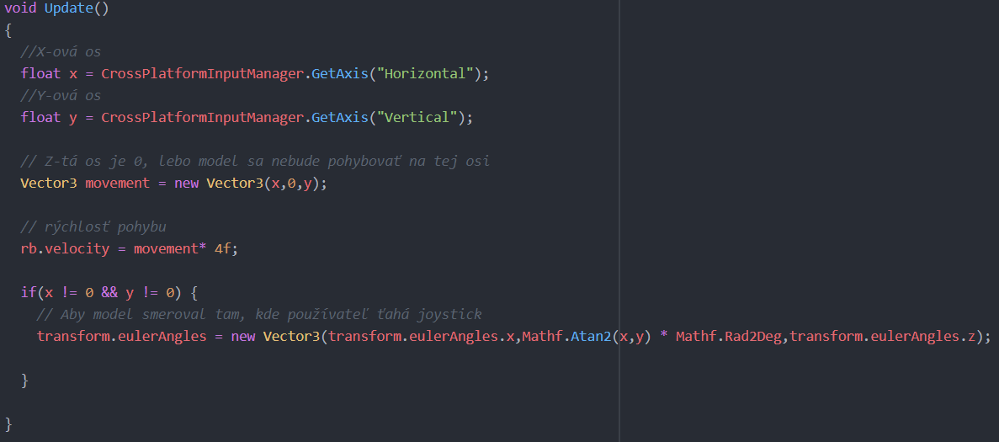 void Update()
{
//X-ová os
float x = CrossPlatformInputManager.GetAxis("Horizontal");
//Y-ová os
float y = CrossPlatformInputManager.GetAxis("Vertical");
// Z-tá os je 0, lebo model sa nebude pohybovať na tej osi
Vector3 movement = new Vector3(x,0,y);
// rýchlosť pohybu
rb.velocity = movement* 4f;
if(x != 0 && y != 0) {
// Aby model smeroval tam, kde používateľ ťahá joystick
transform.eulerAngles = new Vector3(transform.eulerAngles.x,Mathf.Atan2(x,y) * Mathf.Rad2Deg,transform.eulerAngles.z);
}
}